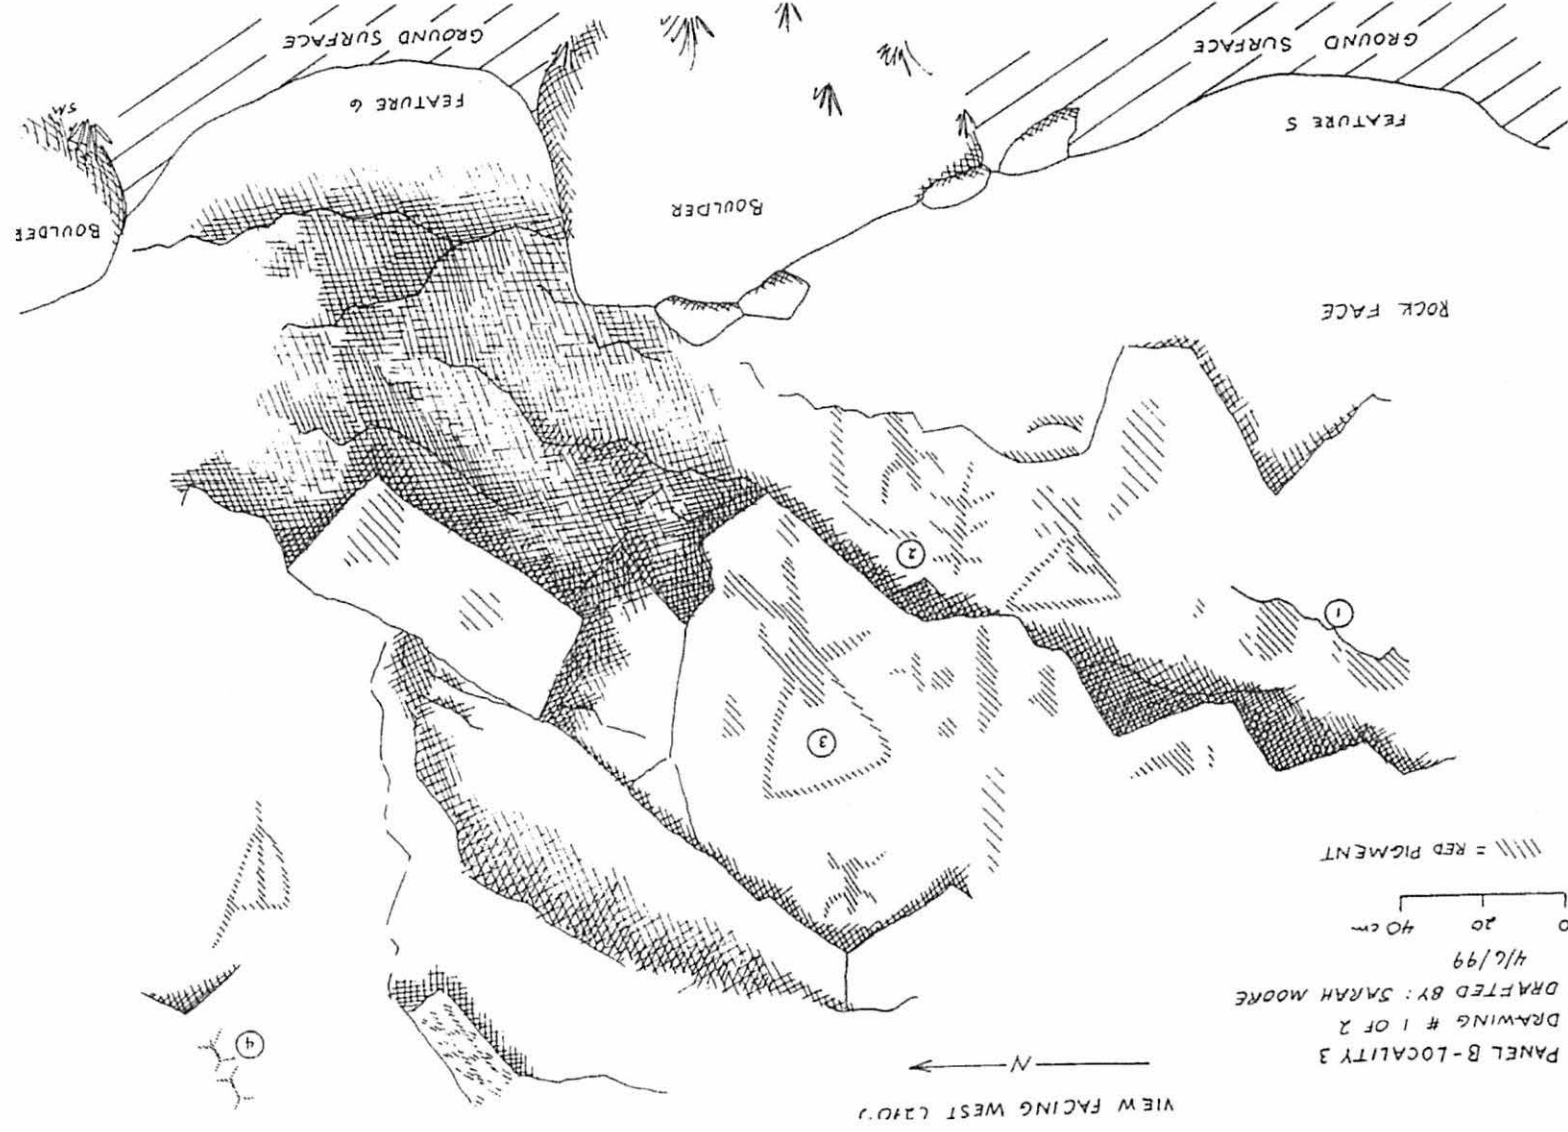 VIEW FACING WEST
N
PANEL B-LOCALITY 3
DRAWING # 1 OF 2
DRAFTED BY: SARAH MOORE
4/6/99
0 20 40 cm
= RED PIGMENT
4
3
1
2
ROCK FACE
BOULDER
BOULDER
FEATURE 5
FEATURE 6
SM
GROUND SURFACE
GROUND SURFACE